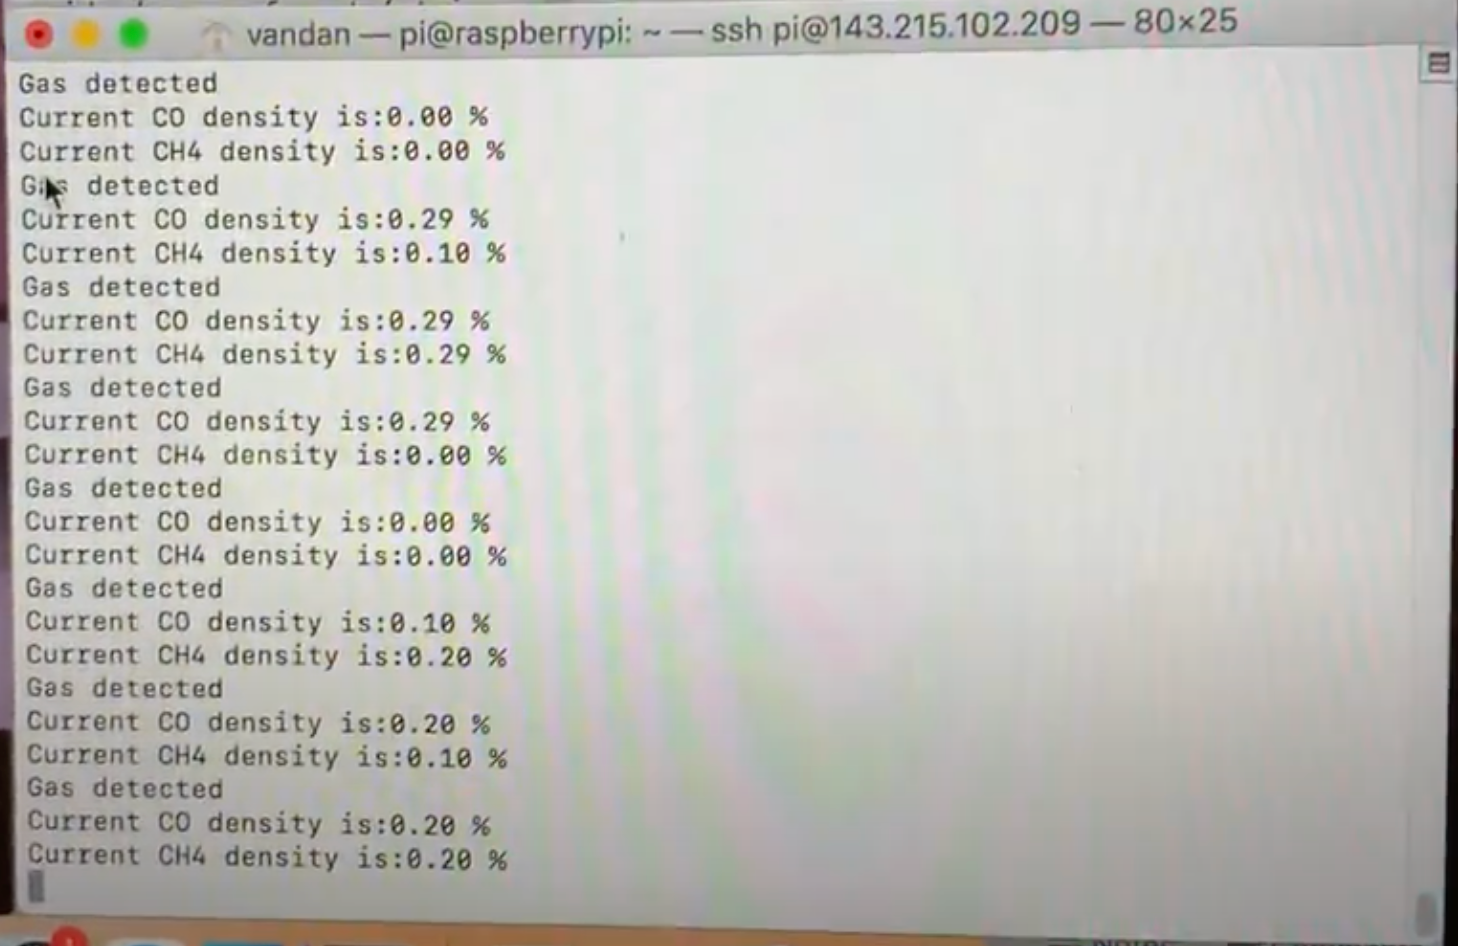 vandan — pi@raspberrypi: ~ — ssh pi@143.215.102.209 — 80×25
Gas detected
Current CO density is:0.00 %
Current CH4 density is:0.00 %
Gas detected
Current CO density is:0.29 %
Current CH4 density is:0.10 %
Gas detected
Current CO density is:0.29 %
Current CH4 density is:0.29 %
Gas detected
Current CO density is:0.29 %
Current CH4 density is:0.00 %
Gas detected
Current CO density is:0.00 %
Current CH4 density is:0.00 %
Gas detected
Current CO density is:0.10 %
Current CH4 density is:0.20 %
Gas detected
Current CO density is:0.20 %
Current CH4 density is:0.10 %
Gas detected
Current CO density is:0.20 %
Current CH4 density is:0.20 %